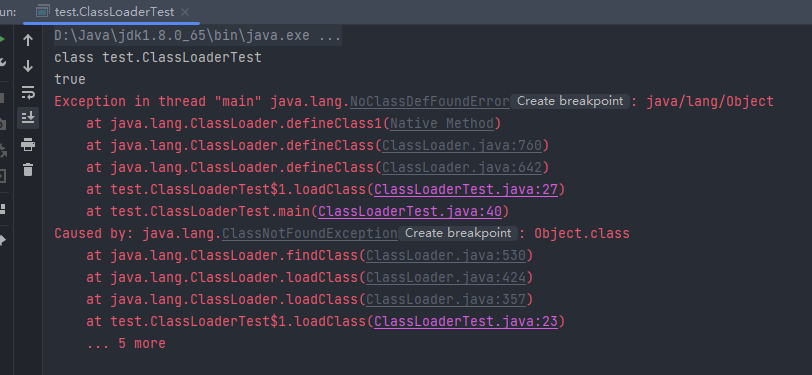 un: test.ClassLoaderTest ×
D:\Java\jdk1.8.0_65\bin\java.exe ...
class test.ClassLoaderTest
true
Exception in thread "main" java.lang.NoClassDefFoundError Create breakpoint : java/lang/Object
at java.lang.ClassLoader.defineClass1(Native Method)
at java.lang.ClassLoader.defineClass(ClassLoader.java:760)
at java.lang.ClassLoader.defineClass(ClassLoader.java:642)
at test.ClassLoaderTest$1.loadClass(ClassLoaderTest.java:27)
at test.ClassLoaderTest.main(ClassLoaderTest.java:40)
Caused by: java.lang.ClassNotFoundException Create breakpoint : Object.class
at java.lang.ClassLoader.findClass(ClassLoader.java:530)
at java.lang.ClassLoader.loadClass(ClassLoader.java:424)
at java.lang.ClassLoader.loadClass(ClassLoader.java:357)
at test.ClassLoaderTest$1.loadClass(ClassLoaderTest.java:23)
... 5 more